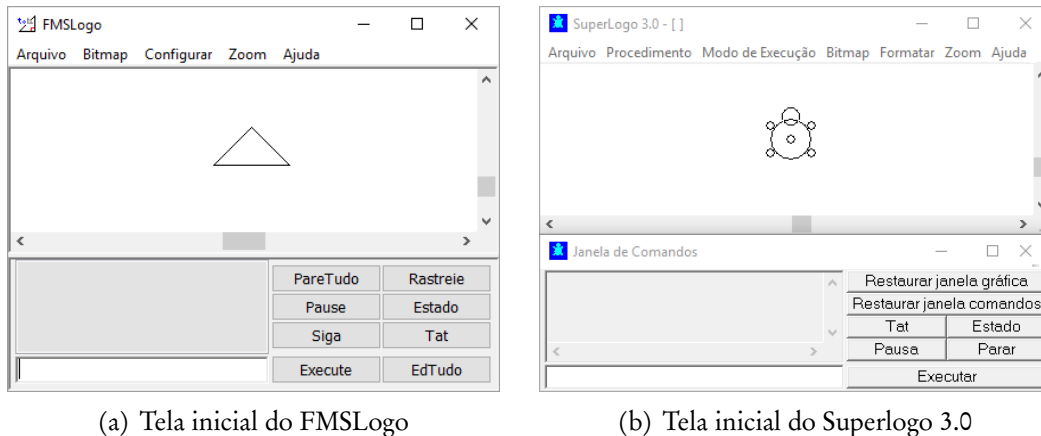 FMSLogo
Arquivo Bitmap Configurar Zoom Ajuda
PareTudo Rastreie
Pause Estado
Siga Tat
Execute EdTudo
(a) Tela inicial do FMSLogo
SuperLogo 3.0 - [ ]
Arquivo Procedimento Modo de Execução Bitmap Formatar Zoom Ajuda
Janela de Comandos
Restaurar janela gráfica
Restaurar janela comandos
Tat Estado
Pausa Parar
Executar
(b) Tela inicial do Superlogo 3.0